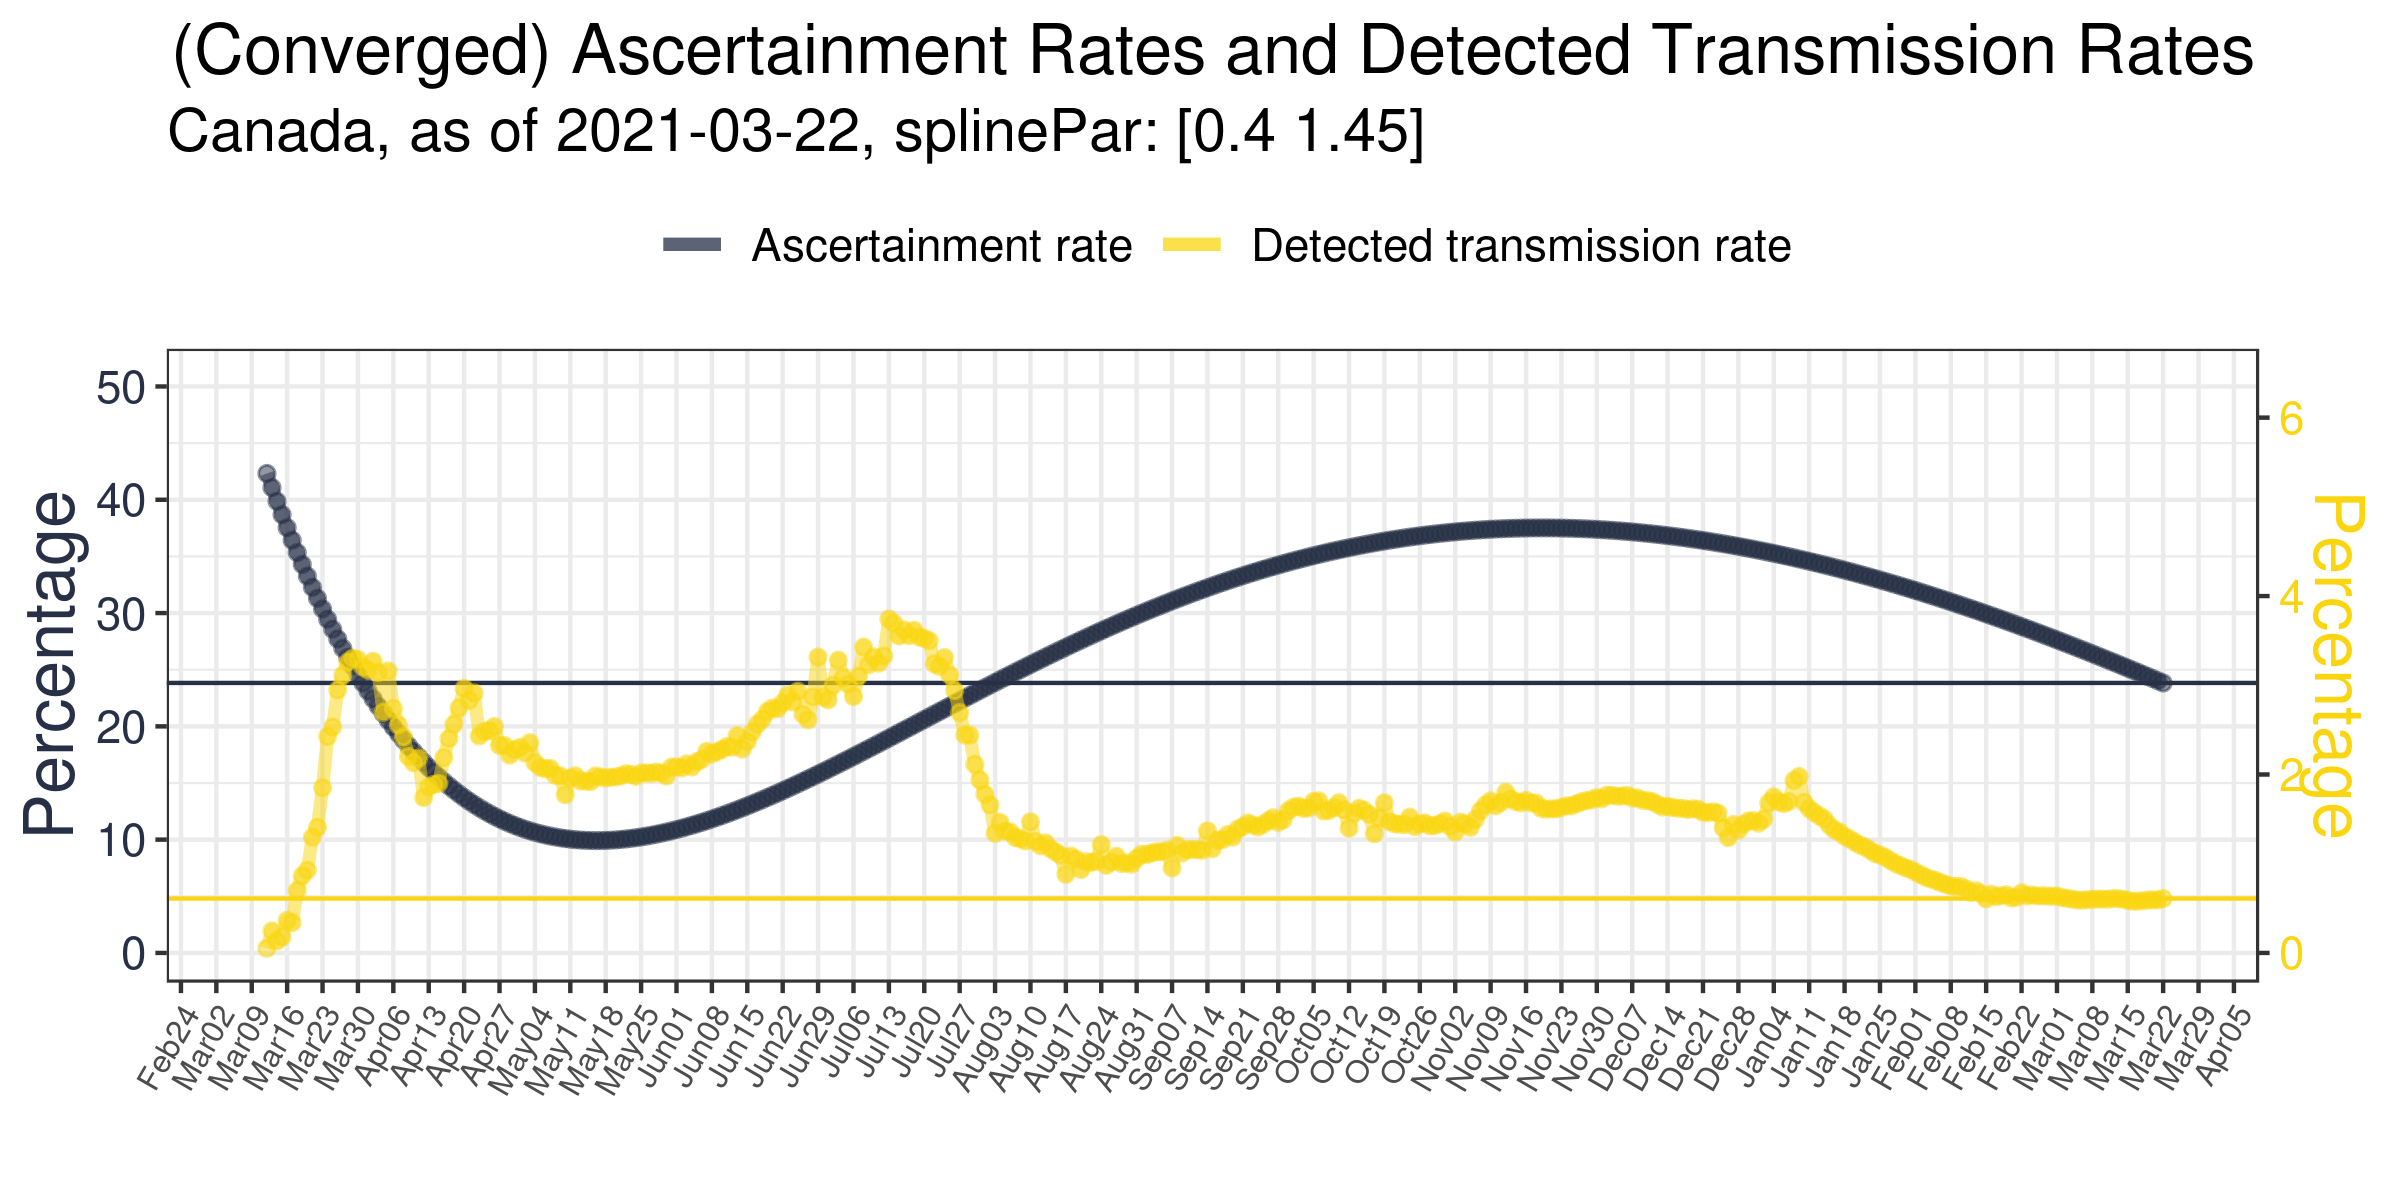 (Converged) Ascertainment Rates and Detected Transmission Rates
Canada, as of 2021-03-22, splinePar: [0.4 1.45]
Ascertainment rate
Detected transmission rate
Percentage
50
40
30
20
10
0
6
4
2
0
Percentage
Feb24
Mar02
Mar09
Mar16
Mar23
Mar30
Apr06
Apr13
Apr20
Apr27
May04
May11
May18
May25
Jun01
Jun08
Jun15
Jun22
Jun29
Jul06
Jul13
Jul20
Jul27
Aug03
Aug10
Aug17
Aug24
Aug31
Sep07
Sep14
Sep21
Sep28
Oct05
Oct12
Oct19
Oct26
Nov02
Nov09
Nov16
Nov23
Nov30
Dec07
Dec14
Dec21
Dec28
Jan04
Jan11
Jan18
Jan25
Feb01
Feb08
Feb15
Feb22
Mar01
Mar08
Mar15
Mar22
Mar29
Apr05